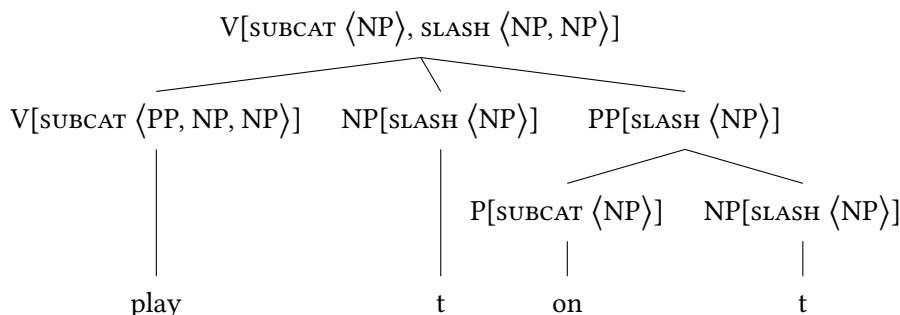 V[SUBCAT ⟨NP⟩, SLASH ⟨NP, NP⟩]
V[SUBCAT ⟨PP, NP, NP⟩] NP[SLASH ⟨NP⟩] PP[SLASH ⟨NP⟩]
P[SUBCAT ⟨NP⟩] NP[SLASH ⟨NP⟩]
play t on t